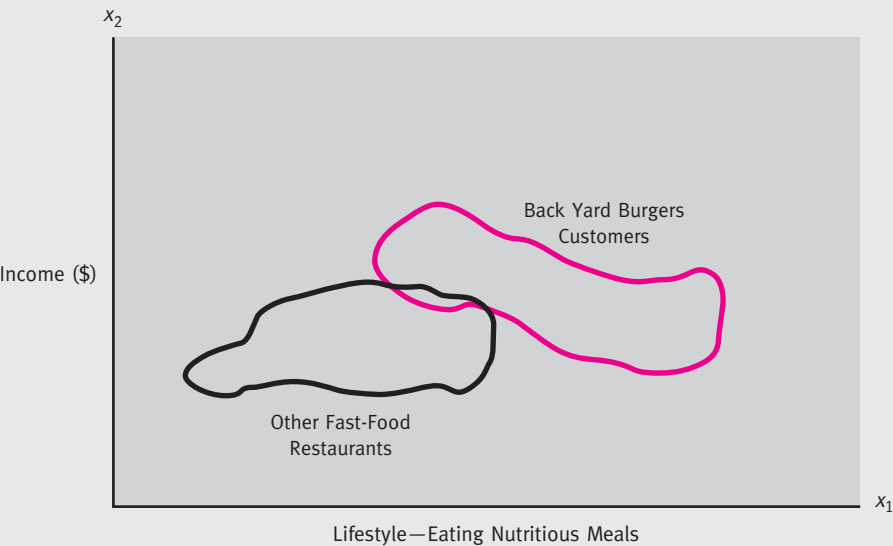 x2
Back Yard Burgers
Customers
Income ($)
Other Fast-Food
Restaurants
x1
Lifestyle—Eating Nutritious Meals